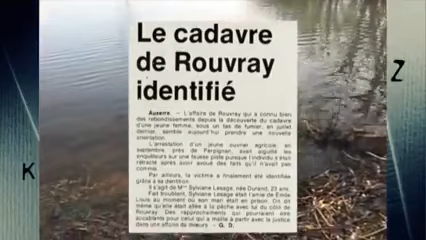 Le cadavre
de Rouvray
identifié
Auxerre. — L'affaire de Rouvray qui a connu bien
des rebondissements depuis la découverte du cadavre
d'une jeune femme, sous un tas de fumier, en juillet
dernier, semble aujourd'hui prendre une nouvelle
orientation.
L'arrestation d'un jeune ouvrier agricole, en
septembre, près de Perpignan, avait aiguillé les
enquêteurs sur une fausse piste puisque l'individu s'était
rétracté après avoir avoué des faits qu'il n'avait pas
commis.
Par ailleurs, la victime a finalement été identifiée
grâce à sa dentition.
Il s'agit de Mme Sylviane Lesage, née Durand, 23 ans.
Fait troublant, Sylviane Lesage était l'amie de Emile
Louis au moment où son mari était en prison. On dit
même qu'elle était allée à la pêche avec lui du côté de
Rouvray. Des rapprochements qui pourraient être
accablants pour celui qui a maille à partir avec la justice
dans une affaire de mœurs. — G. D.
K
Z